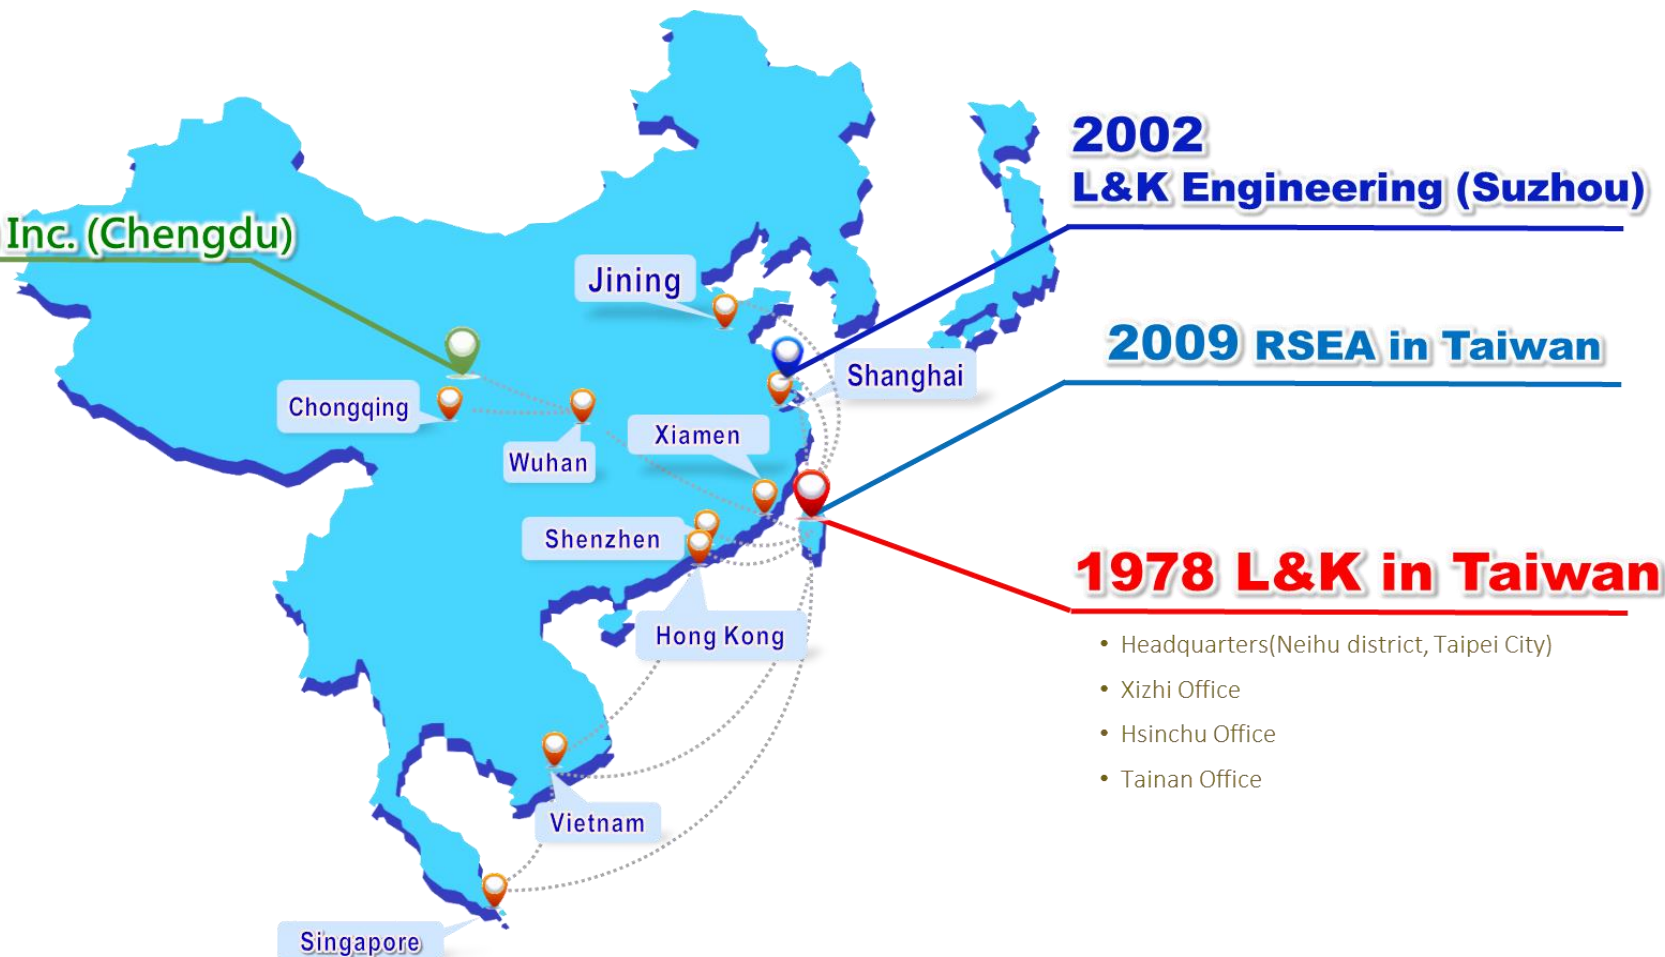 2002
L&K Engineering (Suzhou)
Inc. (Chengdu)
Jining
2009 RSEA in Taiwan
Shanghai
Chongqing
Xiamen
Wuhan
Shenzhen
1978 L&K in Taiwan
Hong Kong
• Headquarters(Neihu district, Taipei City)
• Xizhi Office
• Hsinchu Office
• Tainan Office
Vietnam
Singapore